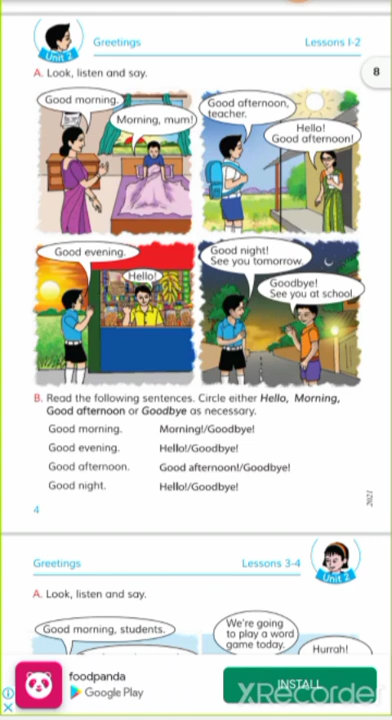 Unit 2
Greetings
Lessons 1-2
8
A. Look, listen and say.
Good morning.
Morning, mum!
Good afternoon,
teacher.
Hello!
Good afternoon!
Good evening.
Hello!
Good night!
See you tomorrow.
Goodbye!
See you at school.
B. Read the following sentences. Circle either Hello, Morning,
Good afternoon or Goodbye as necessary.
Good morning. Morning!/Goodbye!
Good evening. Hello!/Goodbye!
Good afternoon. Good afternoon!/Goodbye!
Good night. Hello!/Goodbye!
4
2021
Greetings
Lessons 3-4
Unit 2
A. Look, listen and say.
Good morning, students.
We're going
to play a word
game today.
Hurrah!
foodpanda
Google Play
INSTALL
XRecorder